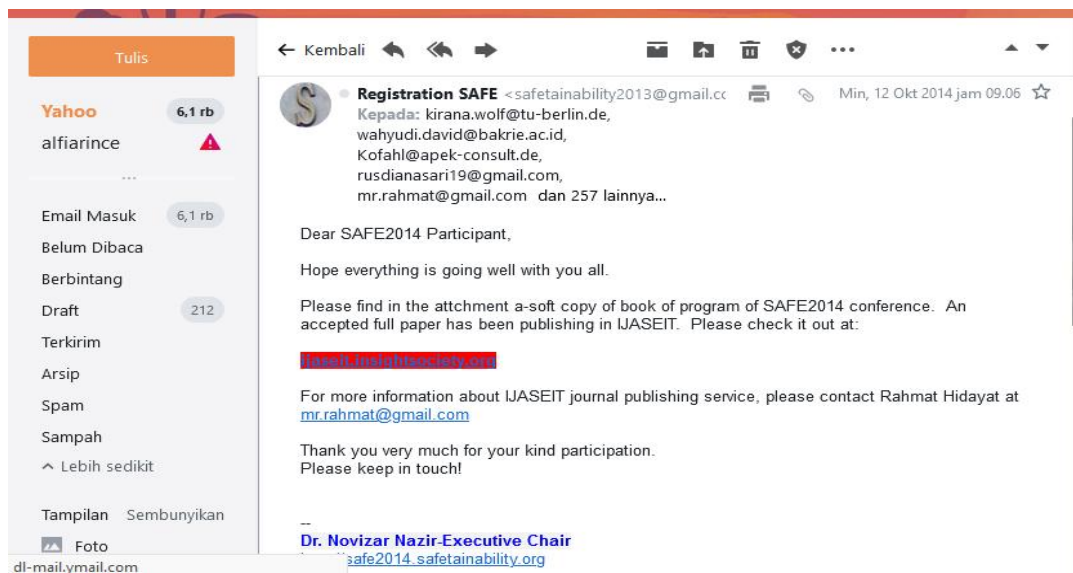 Tulis
Yahoo 6,1 rb
alfiarince
...
Email Masuk 6,1 rb
Belum Dibaca
Berbintang
Draft 212
Terkirim
Arsip
Spam
Sampah
Lebih sedikit
Tampilan Sembunyikan
Foto
dl-mail.ymail.com
Kembali
S
Registration SAFE <safetainability2013@gmail.cc Min, 12 Okt 2014 jam 09.06
Kepada: kirana.wolf@tu-berlin.de,
wahyudi.david@bakrie.ac.id,
Kofahl@apek-consult.de,
rusdianasari19@gmail.com,
mr.rahmat@gmail.com dan 257 lainnya...
Dear SAFE2014 Participant,
Hope everything is going well with you all.
Please find in the attchment a-soft copy of book of program of SAFE2014 conference. An
accepted full paper has been publishing in IJASEIT. Please check it out at:
ijaseit.insightsociety.org
For more information about IJASEIT journal publishing service, please contact Rahmat Hidayat at
mr.rahmat@gmail.com
Thank you very much for your kind participation.
Please keep in touch!
--
Dr. Novizar Nazir-Executive Chair
safe2014.safetainability.org